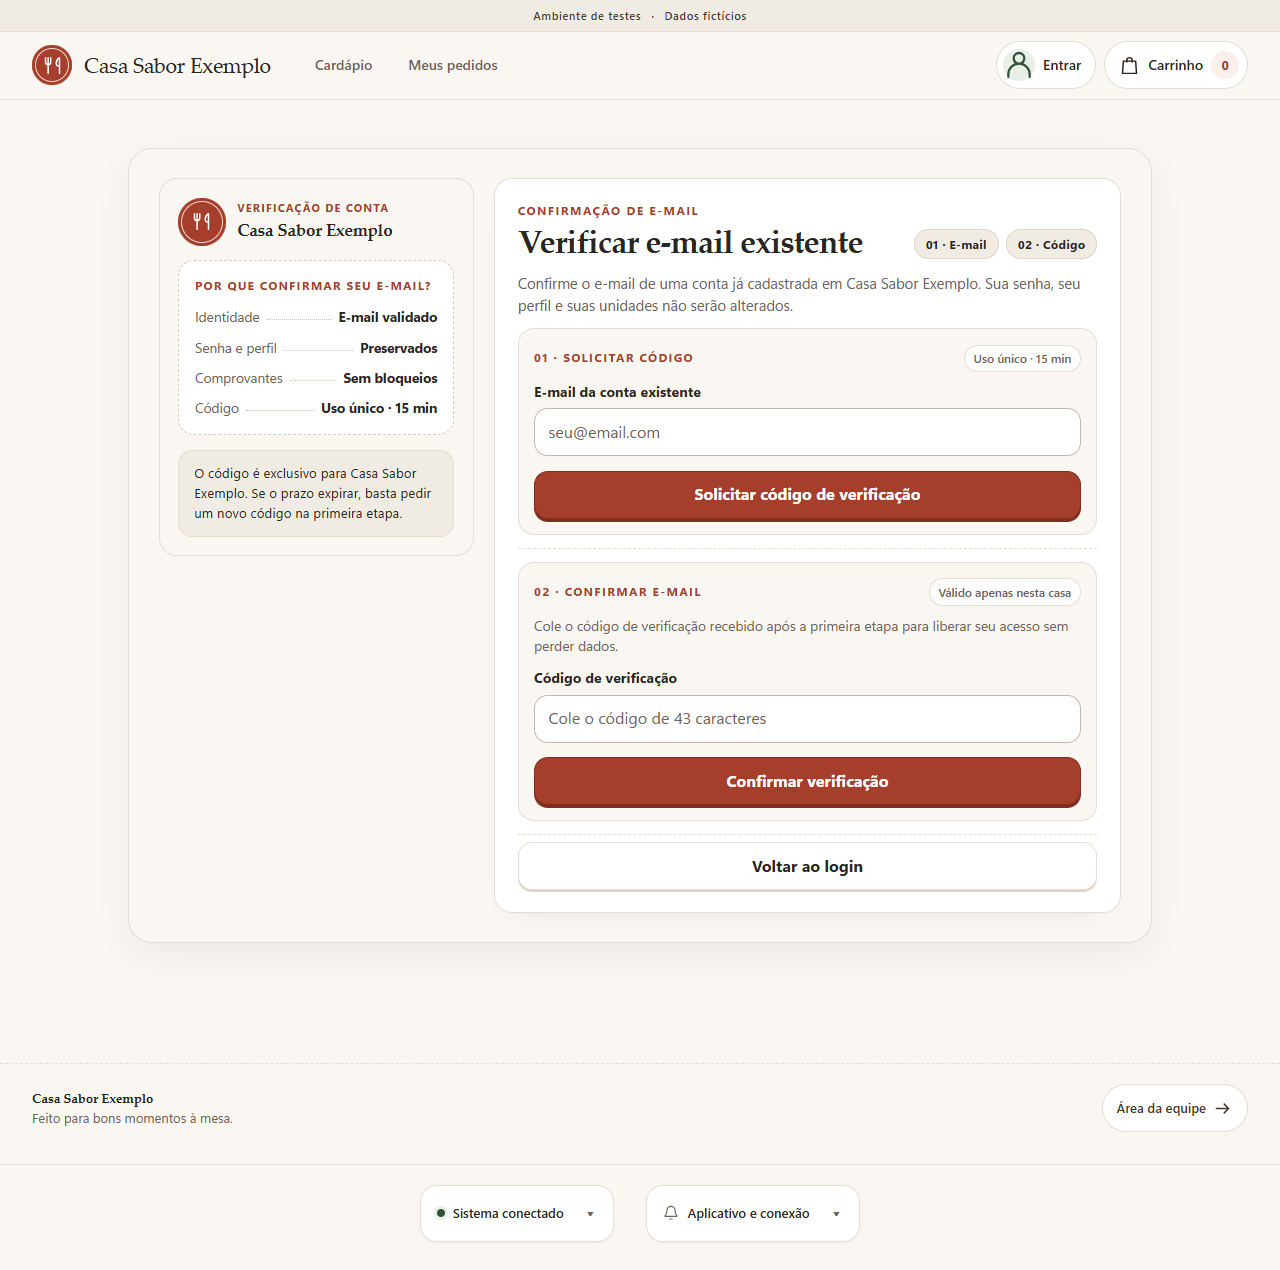 Ambiente de testes · Dados fictícios
Casa Sabor Exemplo
Cardápio
Meus pedidos
Entrar
Carrinho
0
VERIFICAÇÃO DE CONTA
Casa Sabor Exemplo
POR QUE CONFIRMAR SEU E-MAIL?
Identidade E-mail validado
Senha e perfil Preservados
Comprovantes Sem bloqueios
Código Uso único · 15 min
O código é exclusivo para Casa Sabor
Exemplo. Se o prazo expirar, basta pedir
um novo código na primeira etapa.
CONFIRMAÇÃO DE E-MAIL
Verificar e-mail existente
01 · E-mail
02 · Código
Confirme o e-mail de uma conta já cadastrada em Casa Sabor Exemplo. Sua senha, seu
perfil e suas unidades não serão alterados.
01 · SOLICITAR CÓDIGO
Uso único · 15 min
E-mail da conta existente
seu@email.com
Solicitar código de verificação
02 · CONFIRMAR E-MAIL
Válido apenas nesta casa
Cole o código de verificação recebido após a primeira etapa para liberar seu acesso sem
perder dados.
Código de verificação
Cole o código de 43 caracteres
Confirmar verificação
Voltar ao login
Casa Sabor Exemplo
Feito para bons momentos à mesa.
Área da equipe
Sistema conectado
Aplicativo e conexão